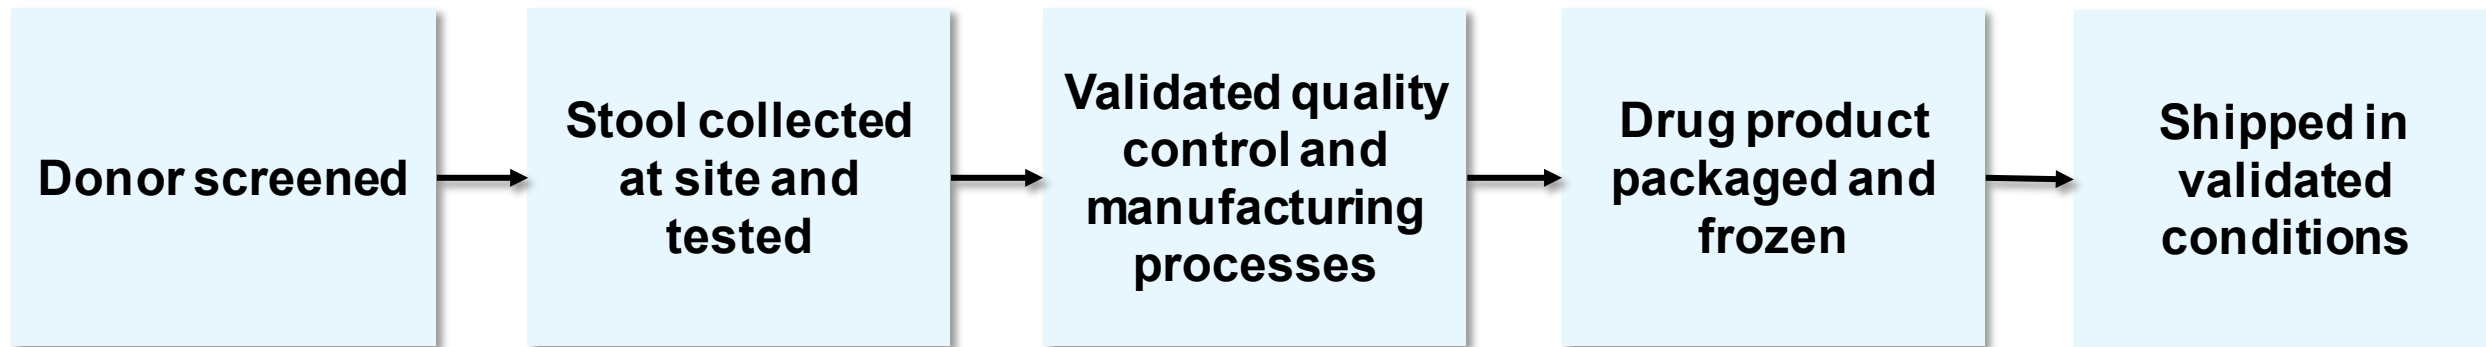 Donor screened
Stool collected
at site and
tested
Validated quality
control and
manufacturing
processes
Drug product
packaged and
frozen
Shipped in
validated
conditions